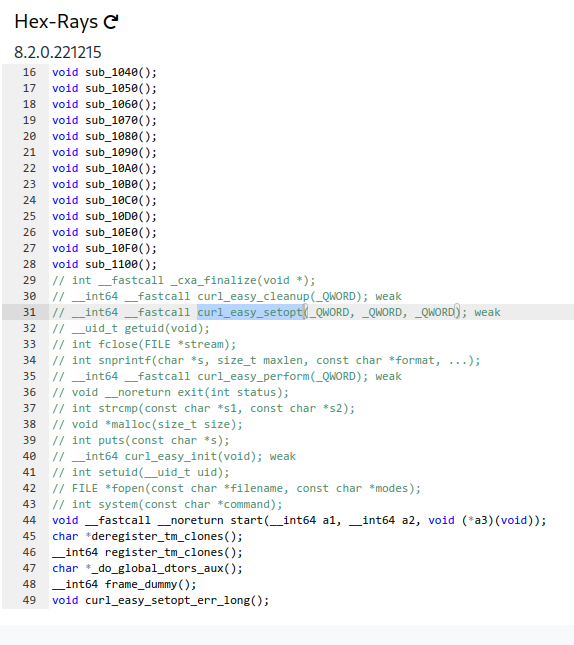 Hex-Rays
8.2.0.221215
16 void sub_1040();
17 void sub_1050();
18 void sub_1060();
19 void sub_1070();
20 void sub_1080();
21 void sub_1090();
22 void sub_10A0();
23 void sub_10B0();
24 void sub_10C0();
25 void sub_10D0();
26 void sub_10E0();
27 void sub_10F0();
28 void sub_1100();
29 // int __fastcall _cxa_finalize(void *);
30 // __int64 __fastcall curl_easy_cleanup(_QWORD); weak
31 // __int64 __fastcall curl_easy_setopt(_QWORD, _QWORD, _QWORD); weak
32 // __uid_t getuid(void);
33 // int fclose(FILE *stream);
34 // int snprintf(char *s, size_t maxlen, const char *format, ...);
35 // __int64 __fastcall curl_easy_perform(_QWORD); weak
36 // void __noreturn exit(int status);
37 // int strcmp(const char *s1, const char *s2);
38 // void *malloc(size_t size);
39 // int puts(const char *s);
40 // __int64 curl_easy_init(void); weak
41 // int setuid(__uid_t uid);
42 // FILE *fopen(const char *filename, const char *modes);
43 // int system(const char *command);
44 void __fastcall __noreturn start(__int64 a1, __int64 a2, void (*a3)(void));
45 char *deregister_tm_clones();
46 __int64 register_tm_clones();
47 char *_do_global_dtors_aux();
48 __int64 frame_dummy();
49 void curl_easy_setopt_err_long();